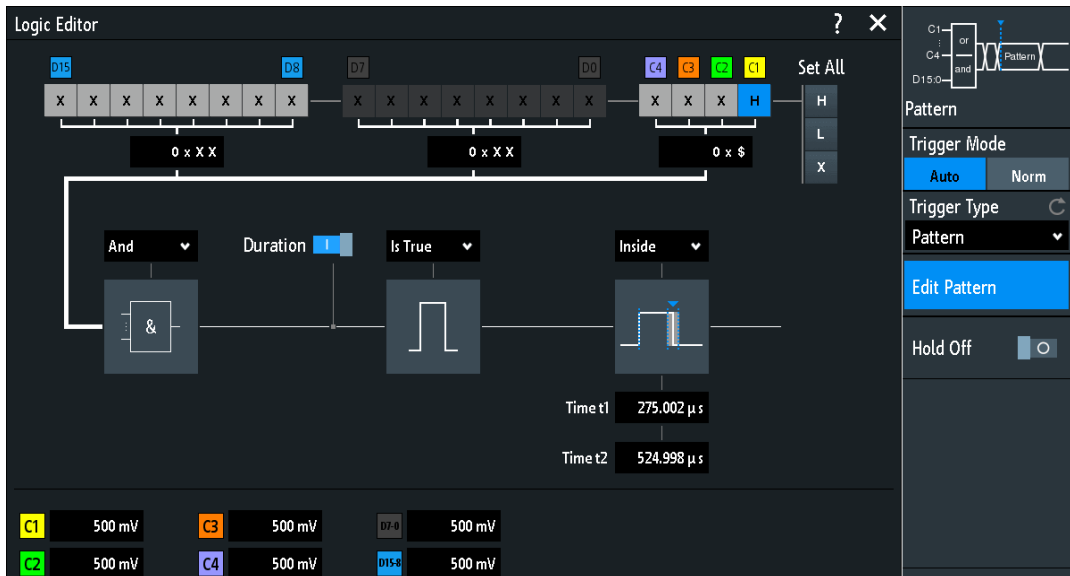 Logic Editor ? ×
D15 D8 D7 D0 C4 C3 C2 C1 Set All
X X X X X X X X X X X X X X X X X X X H H
L
X
0 x X X 0 x X X 0 x $
And Duration I Is True Inside
&
Time t1 275.002 µs
Time t2 524.998 µs
C1 500 mV C3 500 mV D7-0 500 mV
C2 500 mV C4 500 mV D15-8 500 mV
C1
C4
D15:0
or
and
Pattern
Pattern
Trigger Mode
Auto Norm
Trigger Type
Pattern
Edit Pattern
Hold Off O